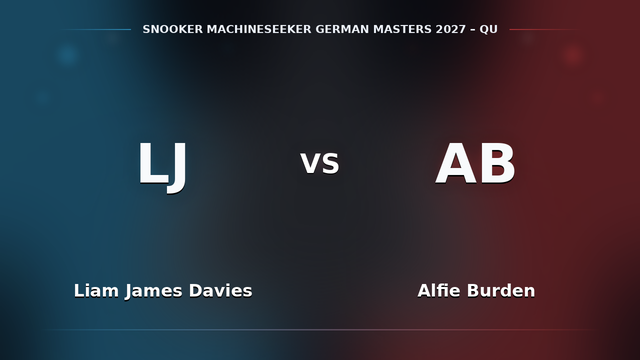 SNOOKER MACHINESEEKER GERMAN MASTERS 2027 – QU
LJ VS AB
Liam James Davies Alfie Burden